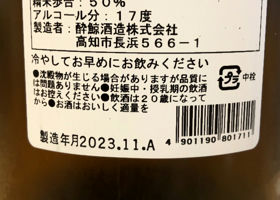 精米歩合：５０％
アルコール分：１７度
製造者：酔鯨酒造株式会社
高知市長浜５６６－１
冷やしてお早めにお飲みください
●沈殿物が生じる場合がありますが品質に
は問題ありません●妊娠中・授乳期の飲酒
はお控えください●飲酒は２０歳になって
から●お酒はおいしく適量を
プラ 中栓
4 901190 801711
製造年月2023.11.A